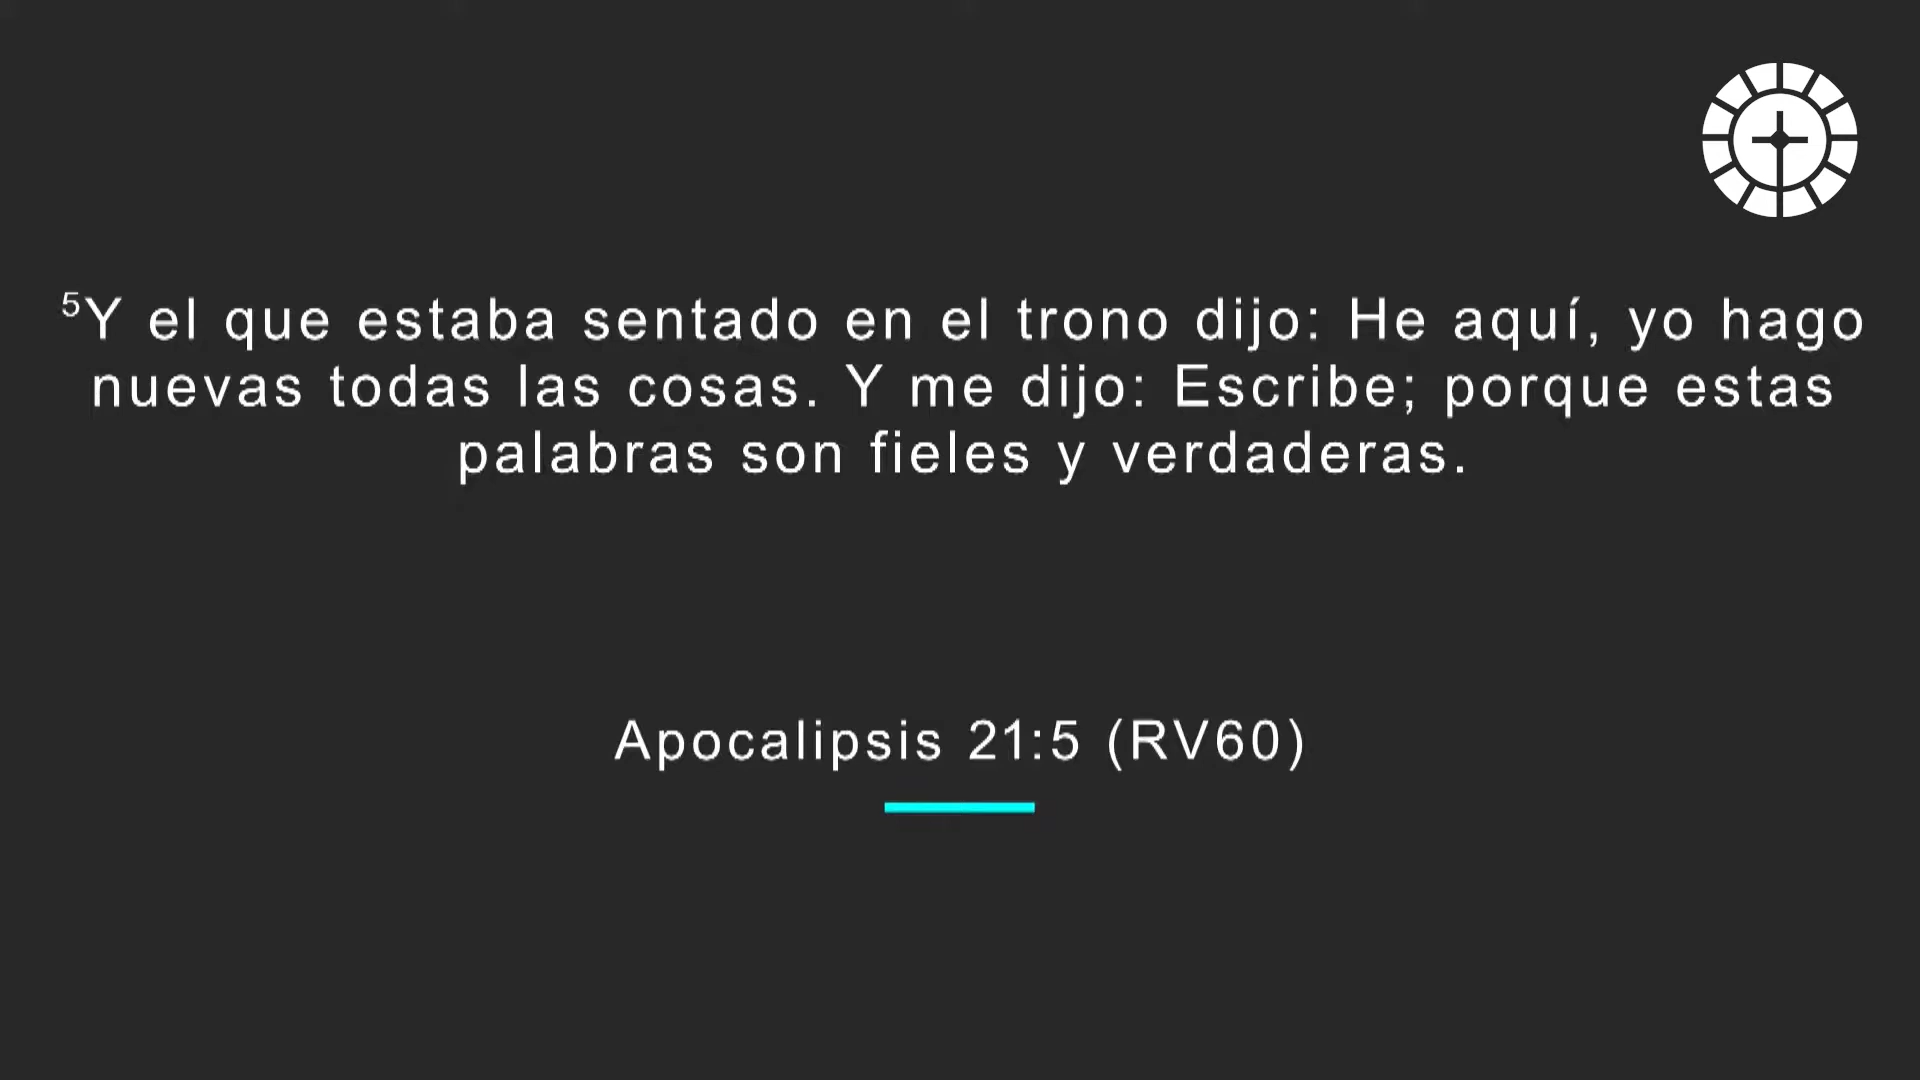 ⁵Y el que estaba sentado en el trono dijo: He aquí, yo hago
nuevas todas las cosas. Y me dijo: Escribe; porque estas
palabras son fieles y verdaderas.
Apocalipsis 21:5 (RV60)